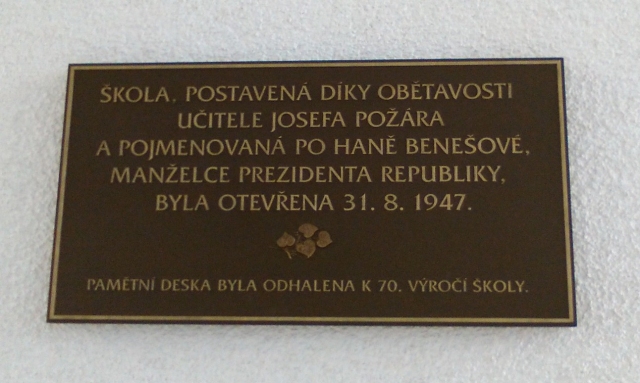 ŠKOLA, POSTAVENÁ DÍKY OBĚTAVOSTI
UČITELE JOSEFA POŽÁRA
A POJMENOVANÁ PO HANĚ BENEŠOVÉ,
MANŽELCE PREZIDENTA REPUBLIKY,
BYLA OTEVŘENA 31. 8. 1947.
PAMĚTNÍ DESKA BYLA ODHALENA K 70. VÝROČÍ ŠKOLY.